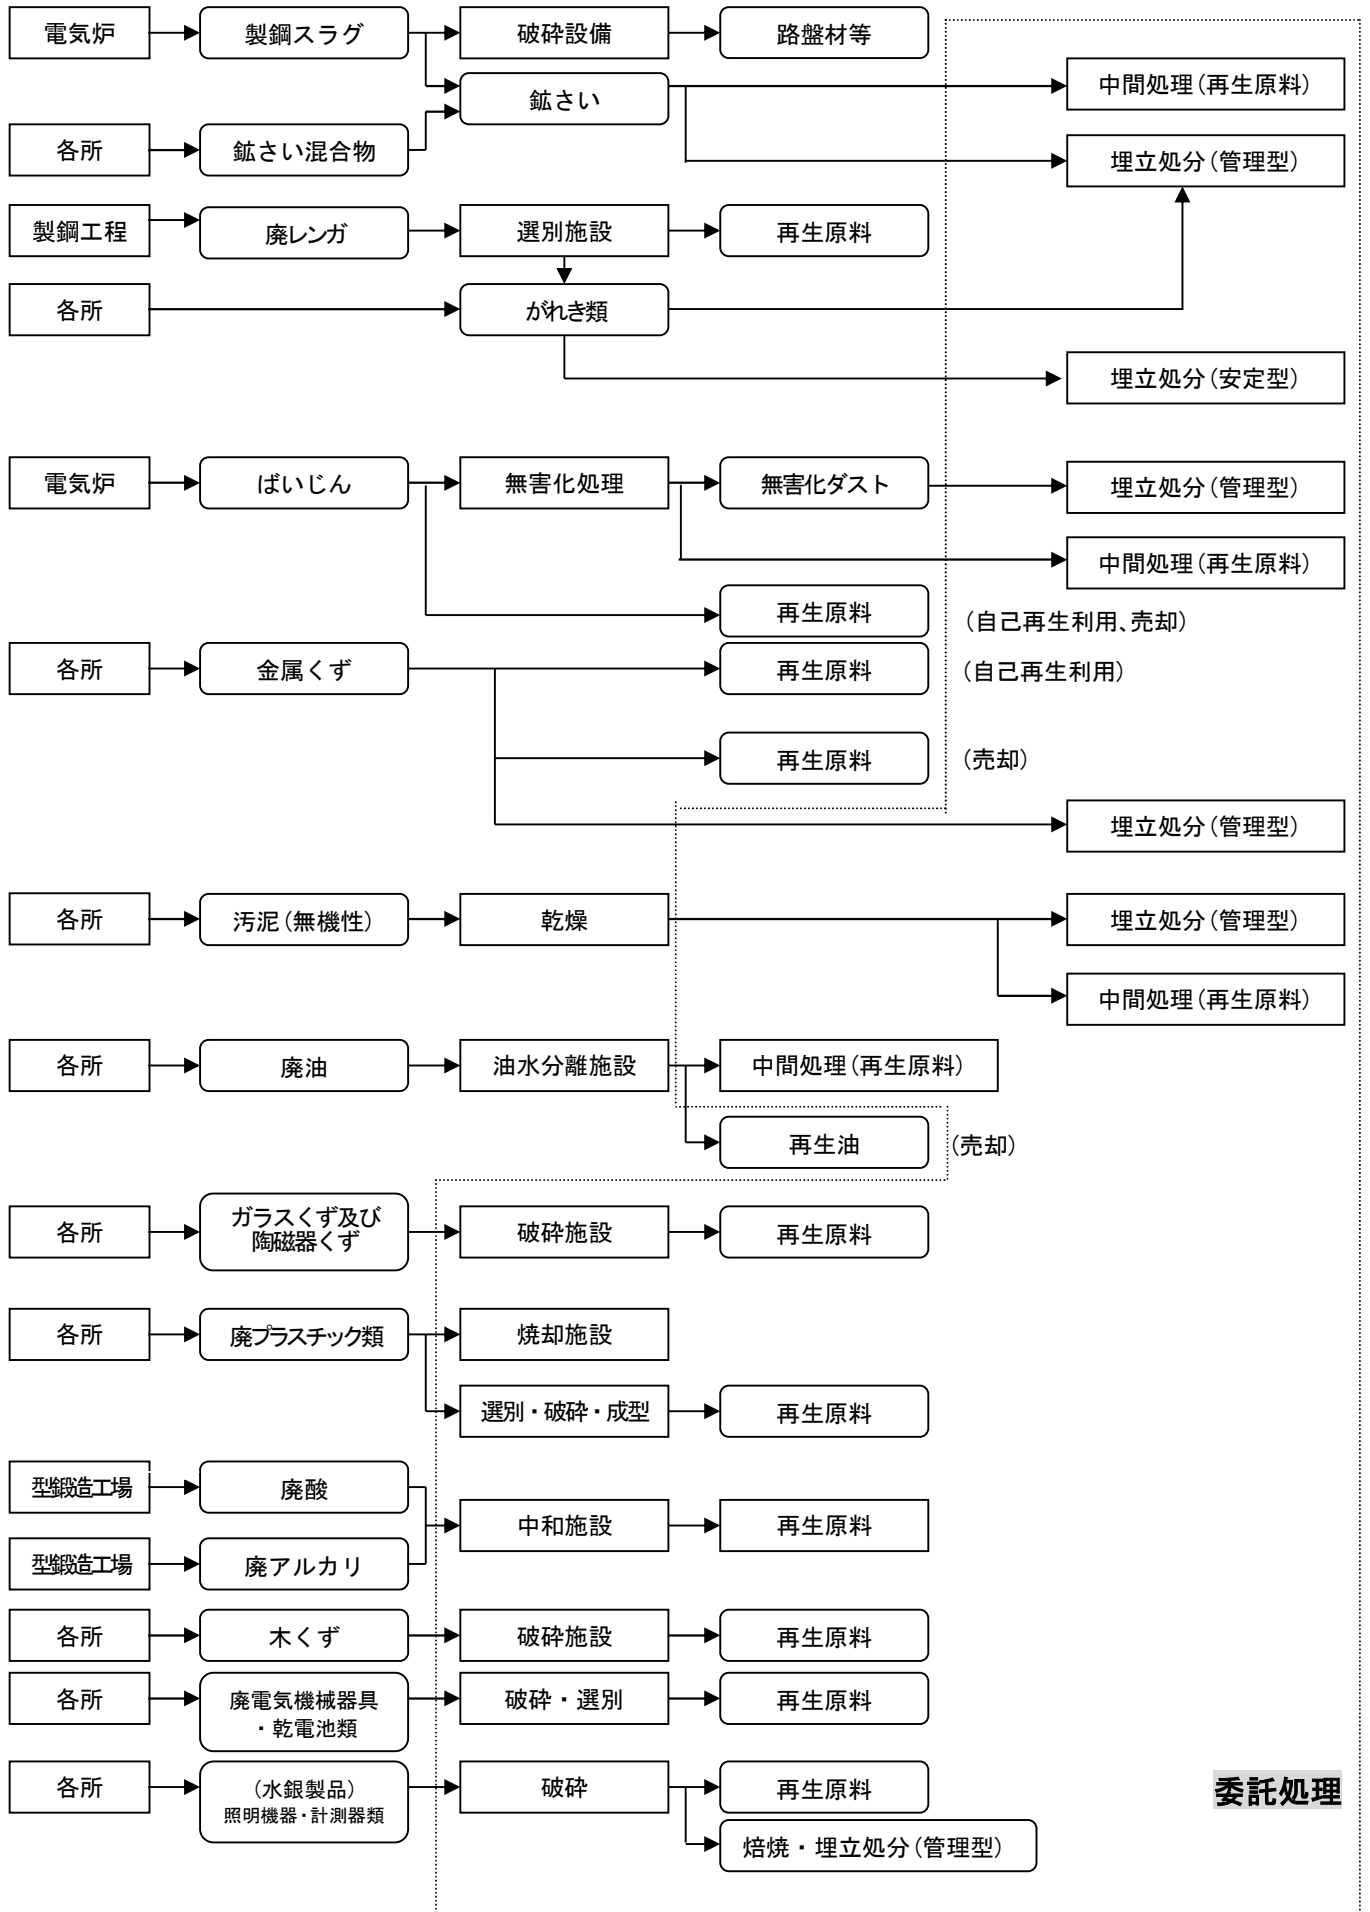 電気炉
製鋼スラグ
破砕設備
路盤材等
中間処理（再生原料）
鉱さい
各所
鉱さい混合物
埋立処分（管理型）
製鋼工程
廃レンガ
選別施設
再生原料
各所
がれき類
埋立処分（安定型）
電気炉
ばいじん
無害化処理
無害化ダスト
埋立処分（管理型）
中間処理（再生原料）
再生原料
（自己再生利用、売却）
各所
金属くず
再生原料
（自己再生利用）
再生原料
（売却）
埋立処分（管理型）
各所
汚泥（無機性）
乾燥
埋立処分（管理型）
中間処理（再生原料）
各所
廃油
油水分離施設
中間処理（再生原料）
再生油
（売却）
各所
ガラスくず及び
陶磁器くず
破砕施設
再生原料
各所
廃プラスチック類
焼却施設
選別・破砕・成型
再生原料
型鍛造工場
廃酸
中和施設
再生原料
型鍛造工場
廃アルカリ
各所
木くず
破砕施設
再生原料
各所
廃電気機械器具
・乾電池類
破砕・選別
再生原料
各所
（水銀製品）
照明機器・計測器類
破砕
再生原料
委託処理
焙焼・埋立処分（管理型）